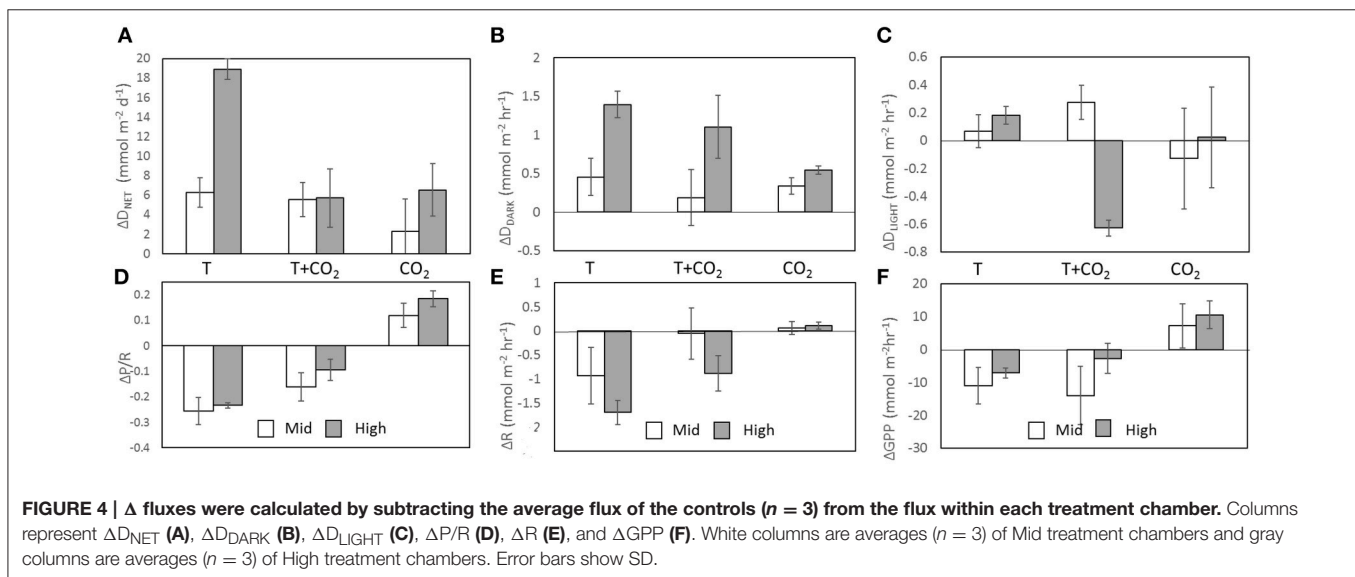 A
B
C
ΔD_NET (mmol m⁻² d⁻¹)
20
18
16
14
12
10
8
6
4
2
0
ΔD_DARK (mmol m⁻² hr⁻¹)
2
1.5
1
0.5
0
-0.5
ΔD_LIGHT (mmol m⁻² hr⁻¹)
0.6
0.4
0.2
0
-0.2
-0.4
-0.6
-0.8
T T+CO₂ CO₂
T T+CO₂ CO₂
T T+CO₂ CO₂
D
E
F
ΔP/R
0.2
0.1
0
-0.1
-0.2
-0.3
-0.4
Mid High
ΔR (mmol m⁻² hr⁻¹)
1
0.5
0
-0.5
-1
-1.5
2
Mid High
ΔGPP (mmol m⁻²hr⁻¹)
20
10
0
-10
-20
-30
Mid High
FIGURE 4 | Δ fluxes were calculated by subtracting the average flux of the controls (n = 3) from the flux within each treatment chamber. Columns
represent ΔD_NET (A), ΔD_DARK (B), ΔD_LIGHT (C), ΔP/R (D), ΔR (E), and ΔGPP (F). White columns are averages (n = 3) of Mid treatment chambers and gray
columns are averages (n = 3) of High treatment chambers. Error bars show SD.